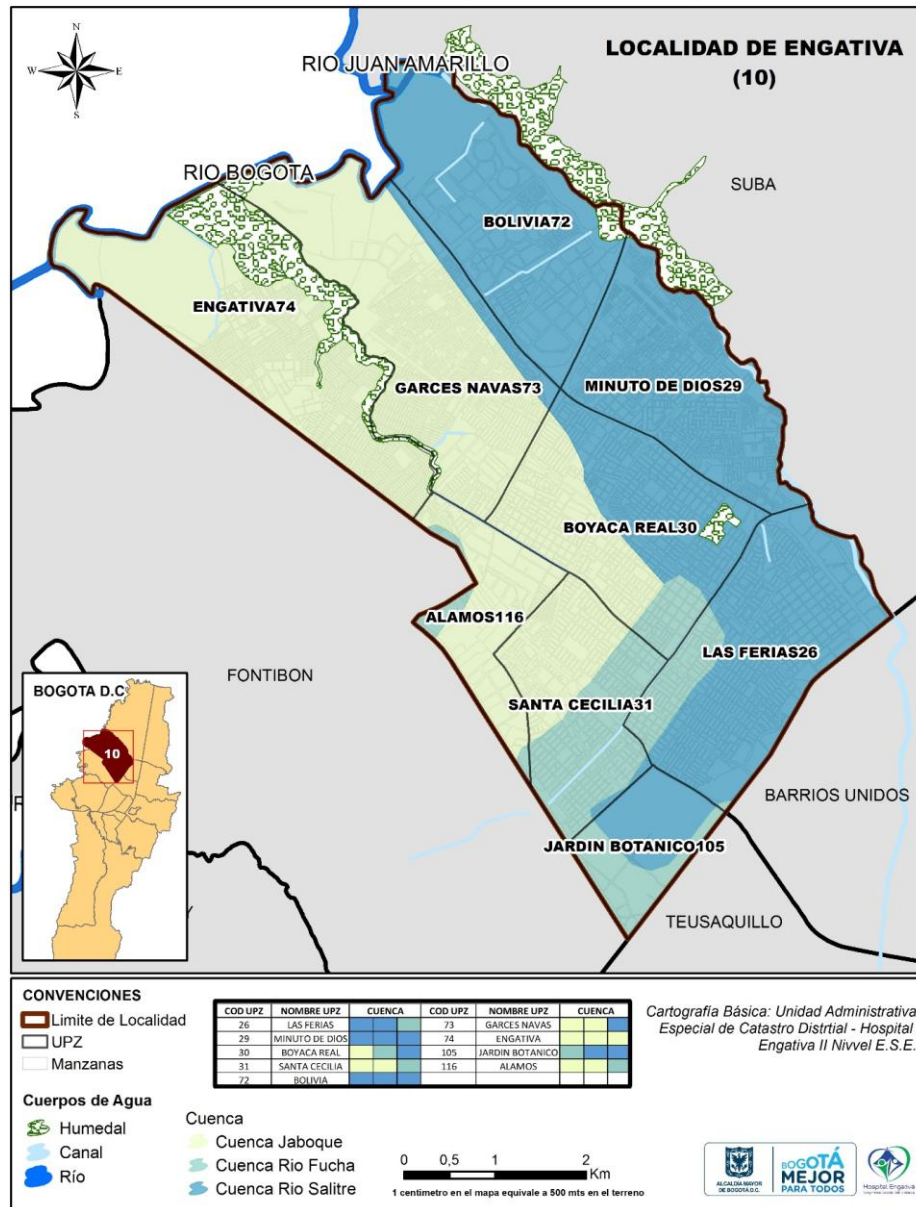 N
W E
S
LOCALIDAD DE ENGATIVA
(10)
RIO JUAN AMARILLO
RIO BOGOTA
SUBA
BOLIVIA72
ENGATIVA74
GARCES NAVAS73
MINUTO DE DIOS29
BOYACA REAL30
ALAMOS116
LAS FERIAS26
FONTIBON
SANTA CECILIA31
BOGOTA D.C
10
BARRIOS UNIDOS
JARDIN BOTANICO105
TEUSAQUILLO
CONVENCIONES
Limite de Localidad
UPZ
Manzanas
Cuerpos de Agua
Humedal
Canal
Río
COD UPZ NOMBRE UPZ CUENCA COD UPZ NOMBRE UPZ CUENCA
26 LAS FERIAS 73 GARCES NAVAS
29 MINUTO DE DIOS 74 ENGATIVA
30 BOYACA REAL 105 JARDIN BOTANICO
31 SANTA CECILIA 116 ALAMOS
72 BOLIVIA
Cuenca
Cuenca Jaboque
Cuenca Rio Fucha
Cuenca Rio Salitre
0 0,5 1 2
Km
1 centimetro en el mapa equivale a 500 mts en el terreno
Cartografía Básica: Unidad Administrativa
Especial de Catastro Distrtial - Hospital
Engativa II Nivvel E.S.E.
ALCALDIA MAYOR
DE BOGOTÁ D.C.
BOGOTÁ
MEJOR
PARA TODOS
Hospital Engativa